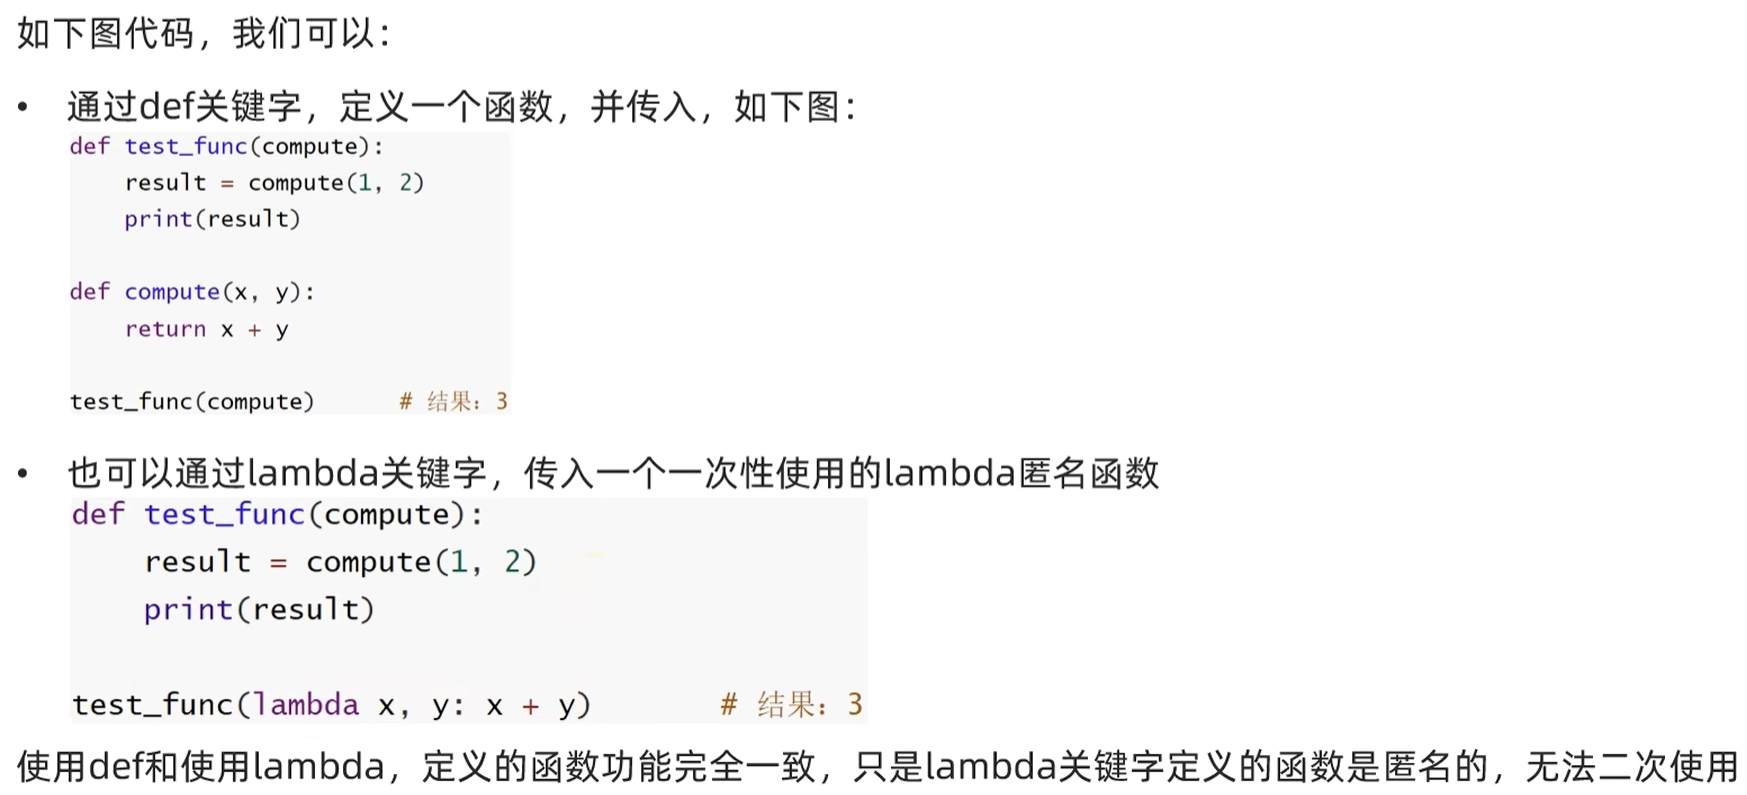 如下图代码，我们可以：
• 通过def关键字，定义一个函数，并传入，如下图：
def test_func(compute):
    result = compute(1, 2)
    print(result)
def compute(x, y):
    return x + y
test_func(compute)      # 结果：3
• 也可以通过lambda关键字，传入一个一次性使用的lambda匿名函数
def test_func(compute):
    result = compute(1, 2)
    print(result)
test_func(lambda x, y: x + y)       # 结果：3
使用def和使用lambda，定义的函数功能完全一致，只是lambda关键字定义的函数是匿名的，无法二次使用